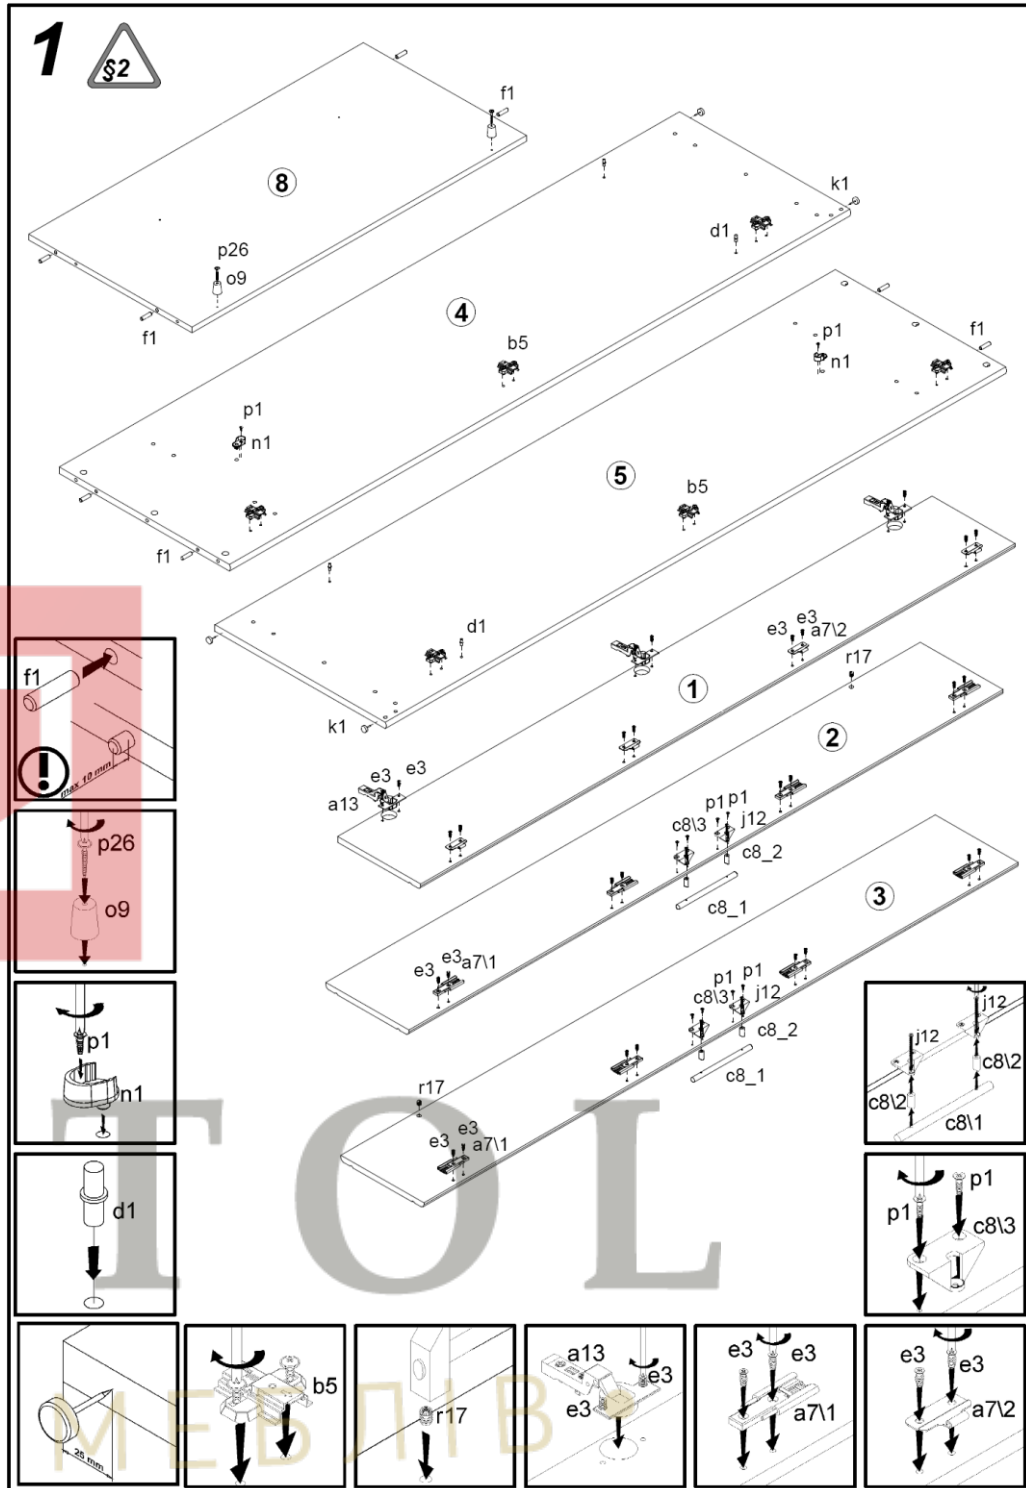 1
§2
f1
8
k1
p26
d1
o9
4
f1
p1
f1
b5
n1
p1
n1
5
b5
f1
d1
e3 e3
a7\2
r17
f1
1
k1
2
max 10 mm
e3 e3
a13
p1 p1
j12
c8\3
c8_2
p26
3
c8_1
o9
e3 e3
a7\1
p1 p1
c8\3 j12
j12
p1
c8_2
j12
r17
c8_1
c8\2
n1
c8\2
e3 e3
a7\1
c8\1
TOL
p1
p1
d1
c8\3
a13
e3
e3
e3
e3
e3
b5
e3
r17
a7\1
a7\2
25 mm
МЕБЛІВ